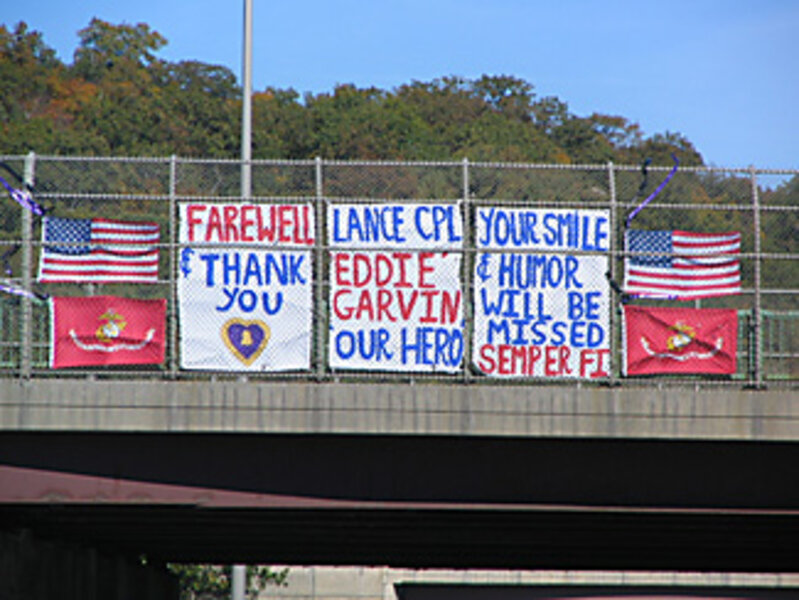 FAREWELL
& THANK
YOU
LANCE CPL
EDDIE
GARVIN
OUR HERO
YOUR SMILE
& HUMOR
WILL BE
MISSED
SEMPER FI